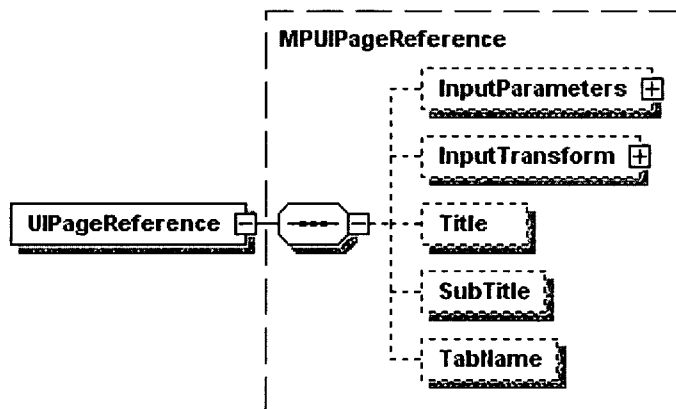 MPUIPageReference
InputParameters
InputTransform
UIPageReference
Title
SubTitle
TabName